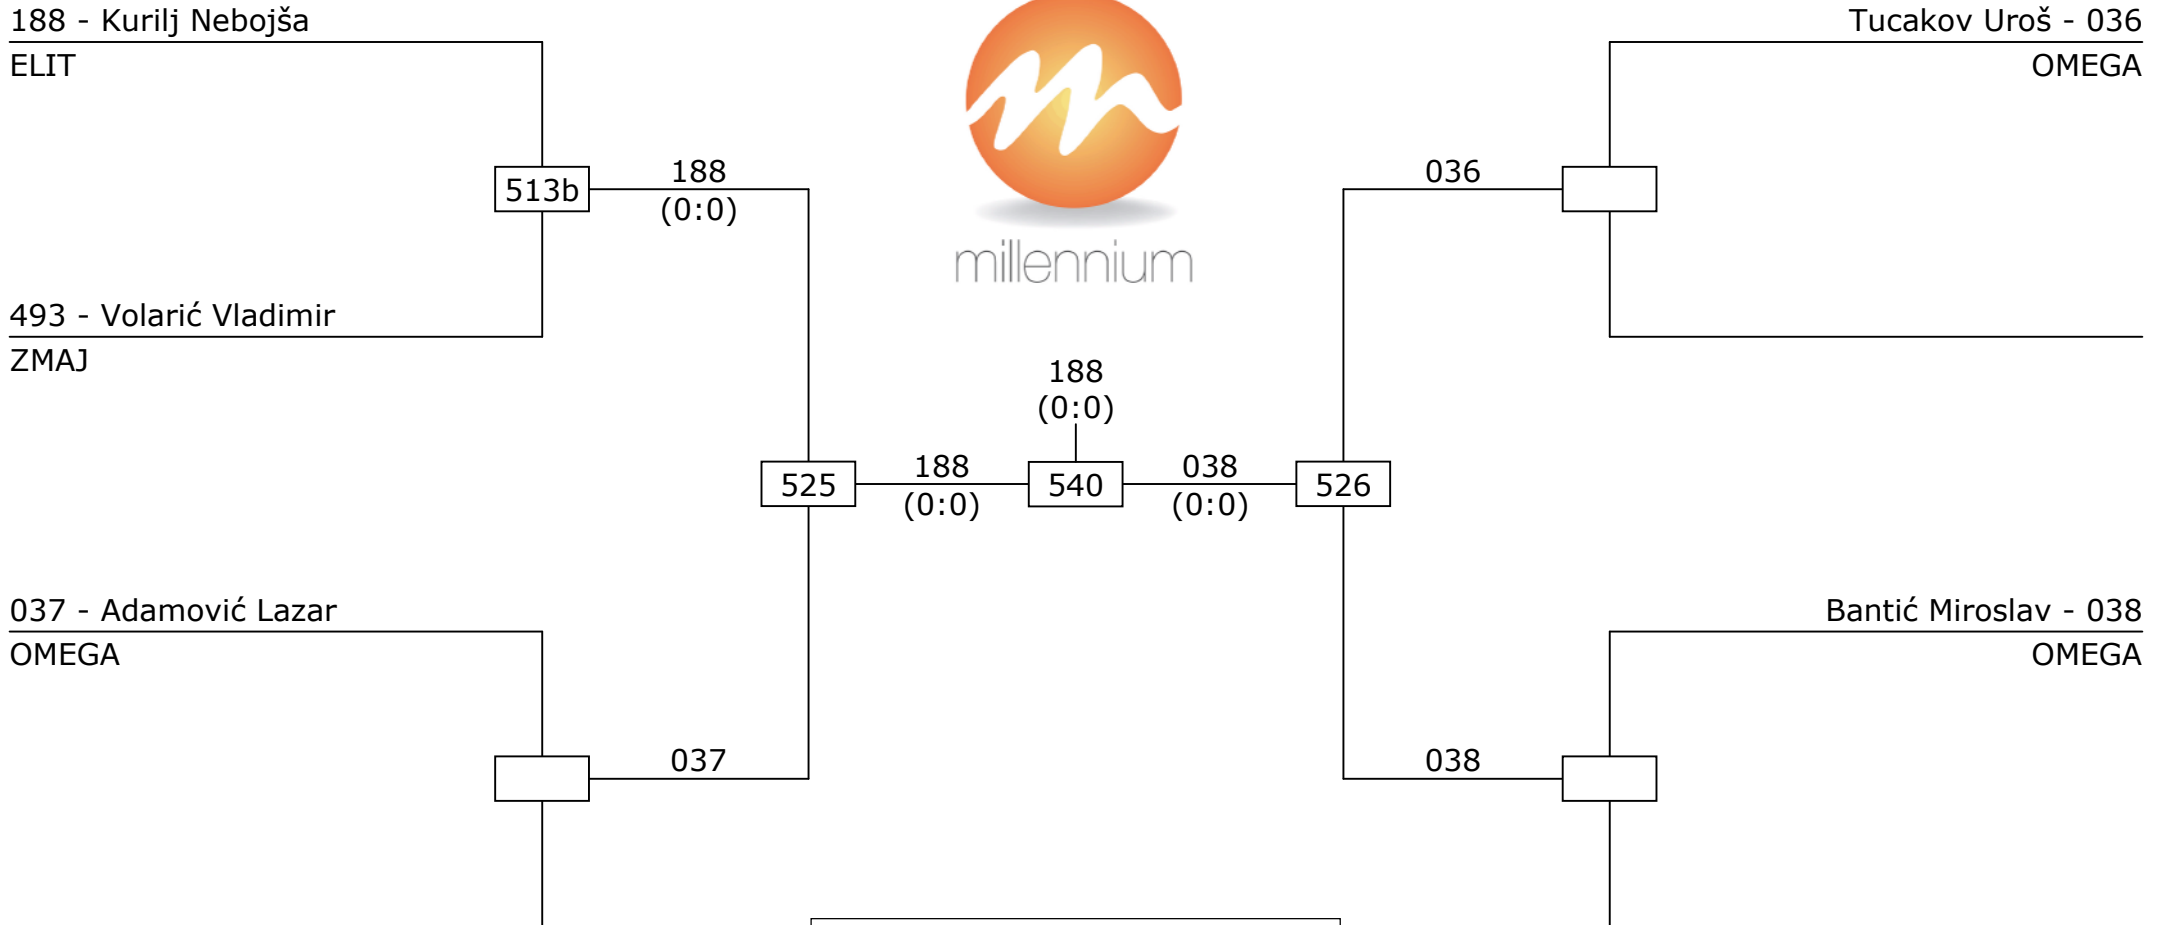 188 - Kurilj Nebojša
ELIT
Tucakov Uroš - 036
OMEGA
513b
188
(0:0)
millennium
036
493 - Volarić Vladimir
ZMAJ
188
(0:0)
525
188
(0:0)
540
038
(0:0)
526
037 - Adamović Lazar
OMEGA
Bantić Miroslav - 038
OMEGA
037
038